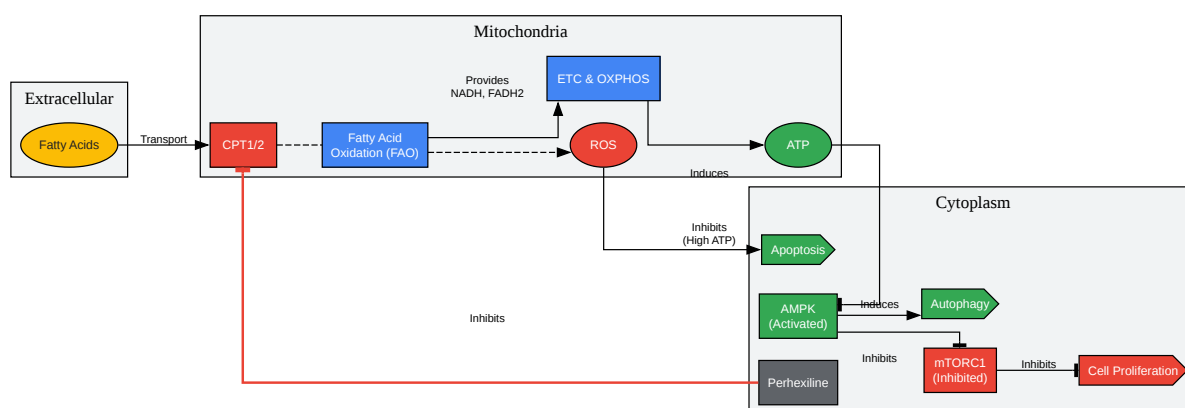 Mitochondria
Extracellular
Fatty Acids
Transport
CPT1/2
Fatty Acid
Oxidation (FAO)
Provides
NADH, FADH2
ETC & OXPHOS
ROS
ATP
Induces
Cytoplasm
Inhibits
(High ATP)
Apoptosis
AMPK
(Activated)
Induces
Autophagy
Inhibits
Inhibits
mTORC1
(Inhibited)
Inhibits
Cell Proliferation
Perhexiline